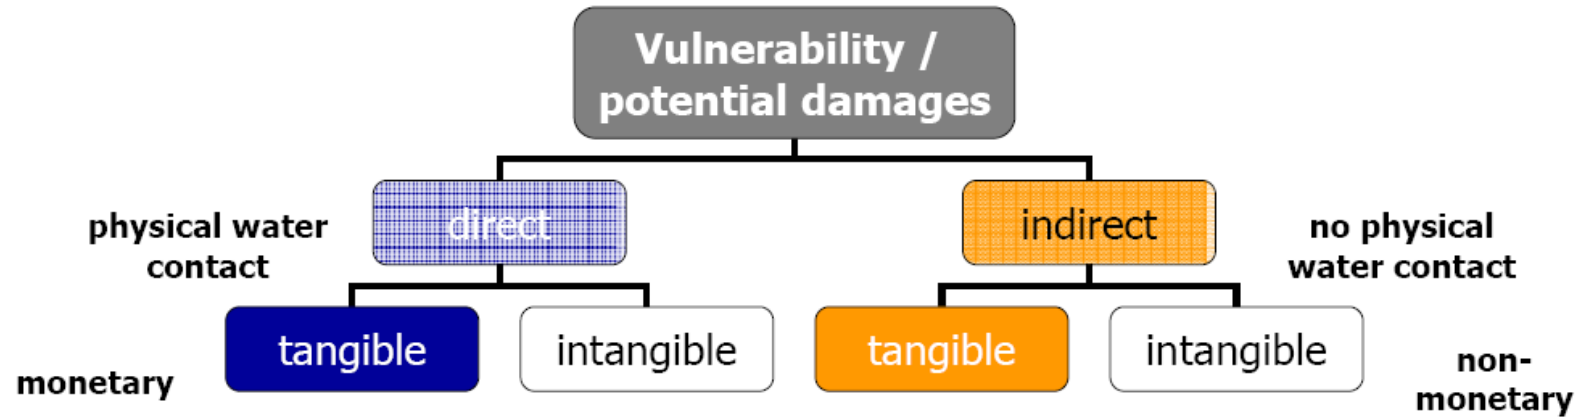 Vulnerability /
potential damages
physical water
contact
direct
indirect
no physical
water contact
monetary
tangible
intangible
tangible
intangible
non-
monetary